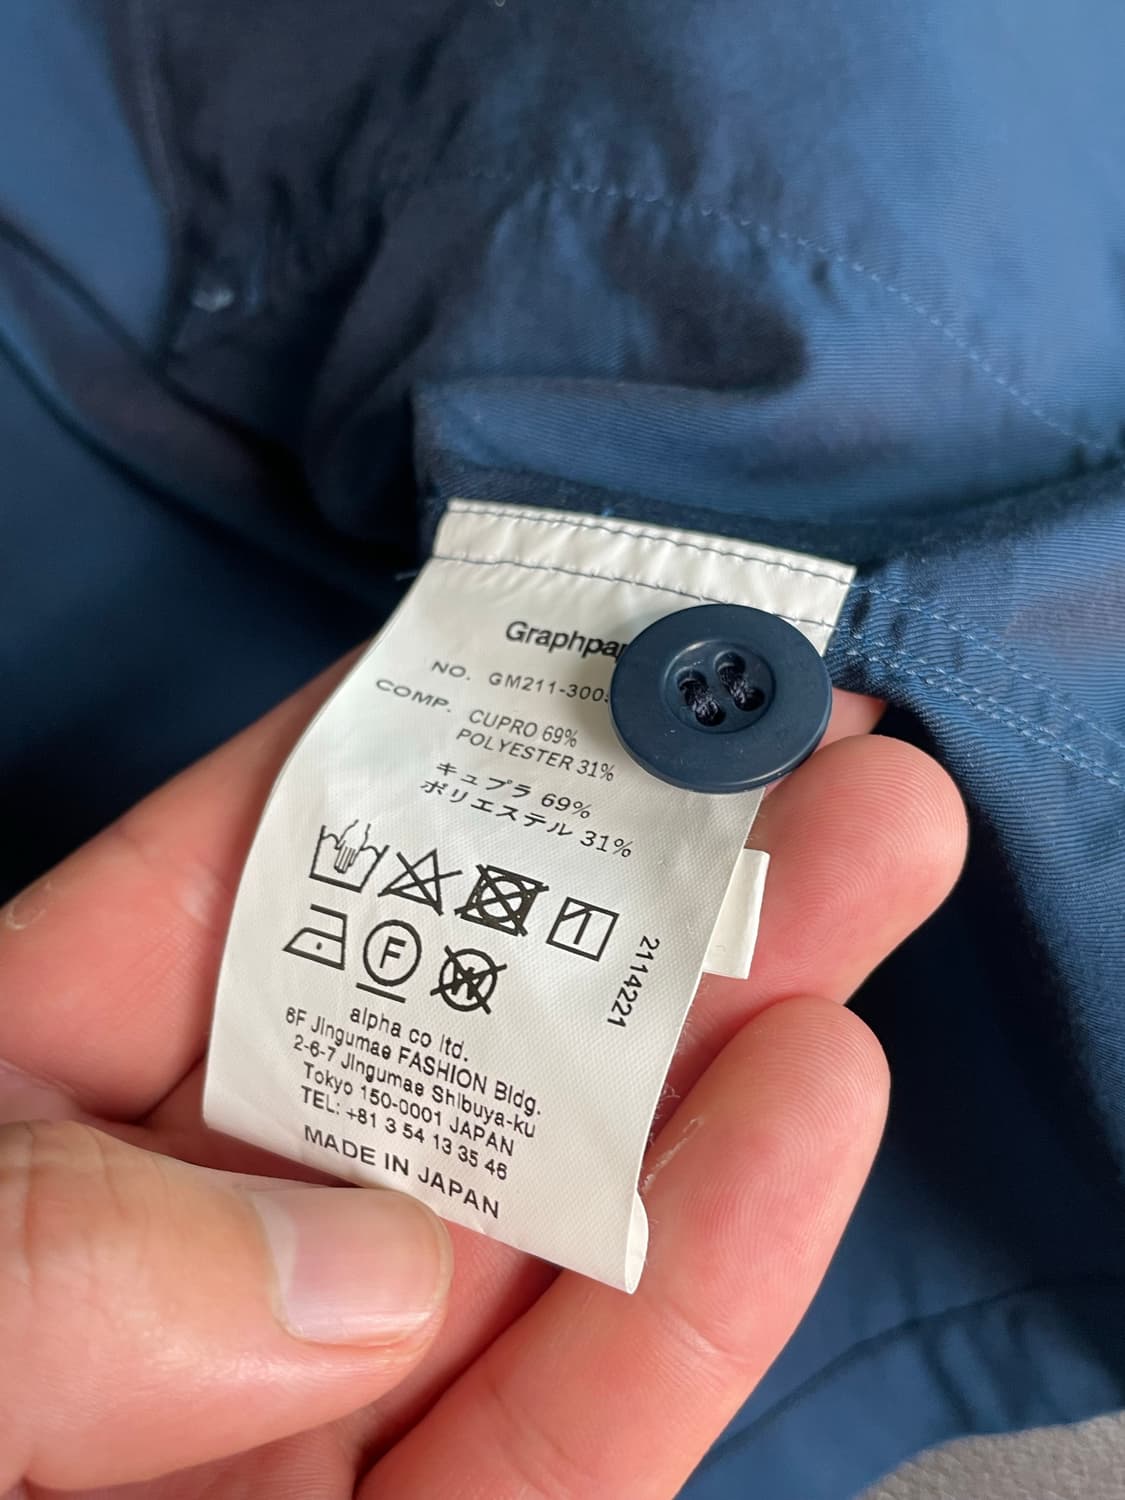 Graphpa
NO. GM211-300
COMP. CUPRO 69%
POLYESTER 31%
キュプラ 69%
ポリエステル 31%
F
W
2114221
alpha co ltd.
6F Jingumae FASHION Bldg.
2-6-7 Jingumae Shibuya-ku
Tokyo 150-0001 JAPAN
TEL: +81 3 54 13 35 46
MADE IN JAPAN